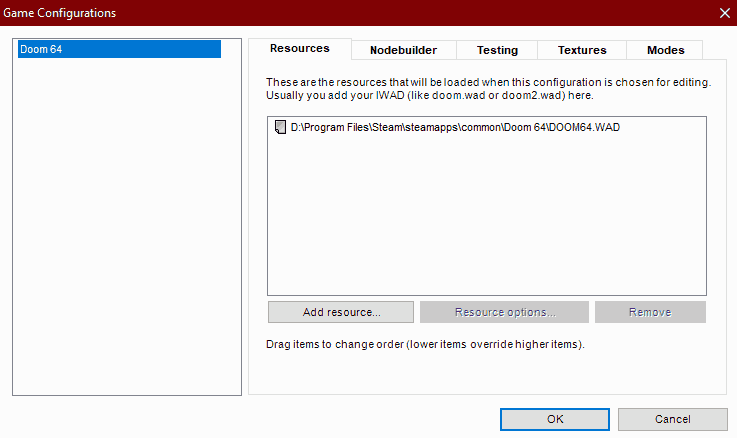 Game Configurations
Doom 64
Resources
Nodebuilder
Testing
Textures
Modes
These are the resources that will be loaded when this configuration is chosen for editing.
Usually you add your IWAD (like doom.wad or doom2.wad) here.
D:\Program Files\Steam\steamapps\common\Doom 64\DOOM64.WAD
Add resource...
Resource options...
Remove
Drag items to change order (lower items override higher items).
OK
Cancel